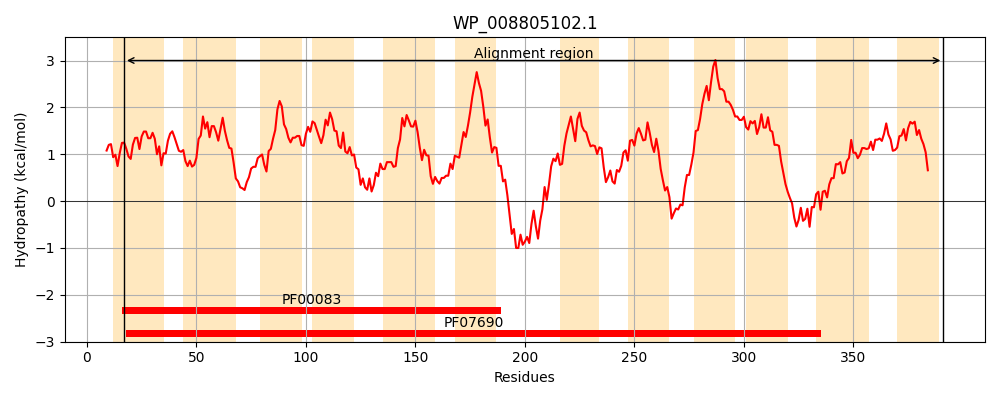 WP_008805102.1
Hydropathy (kcal/mol)
3
2
1
0
−1
−2
−3
Alignment region
PF00083
PF07690
0 50 100 150 200 250 300 350
Residues